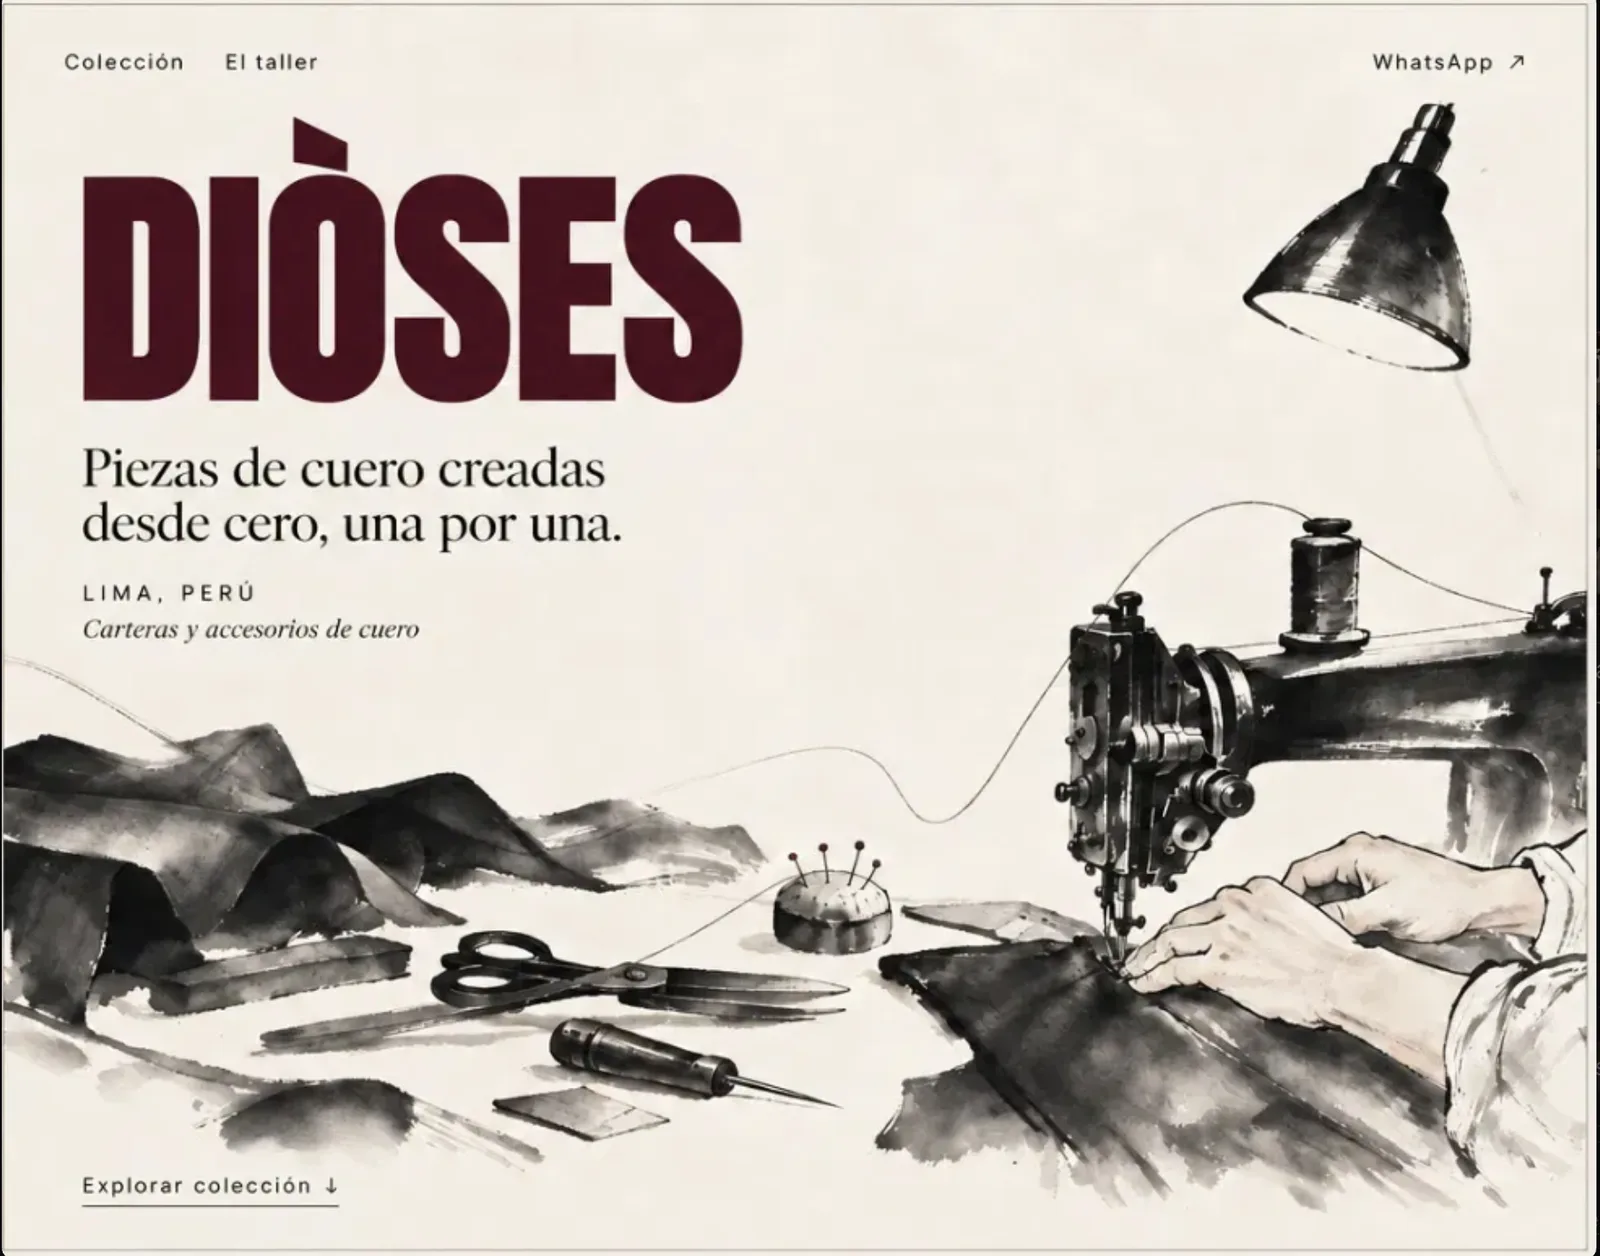 Colección
El taller
WhatsApp ↗
DIÒSES
Piezas de cuero creadas
desde cero, una por una.
LIMA, PERÚ
Carteras y accesorios de cuero
Explorar colección ↓